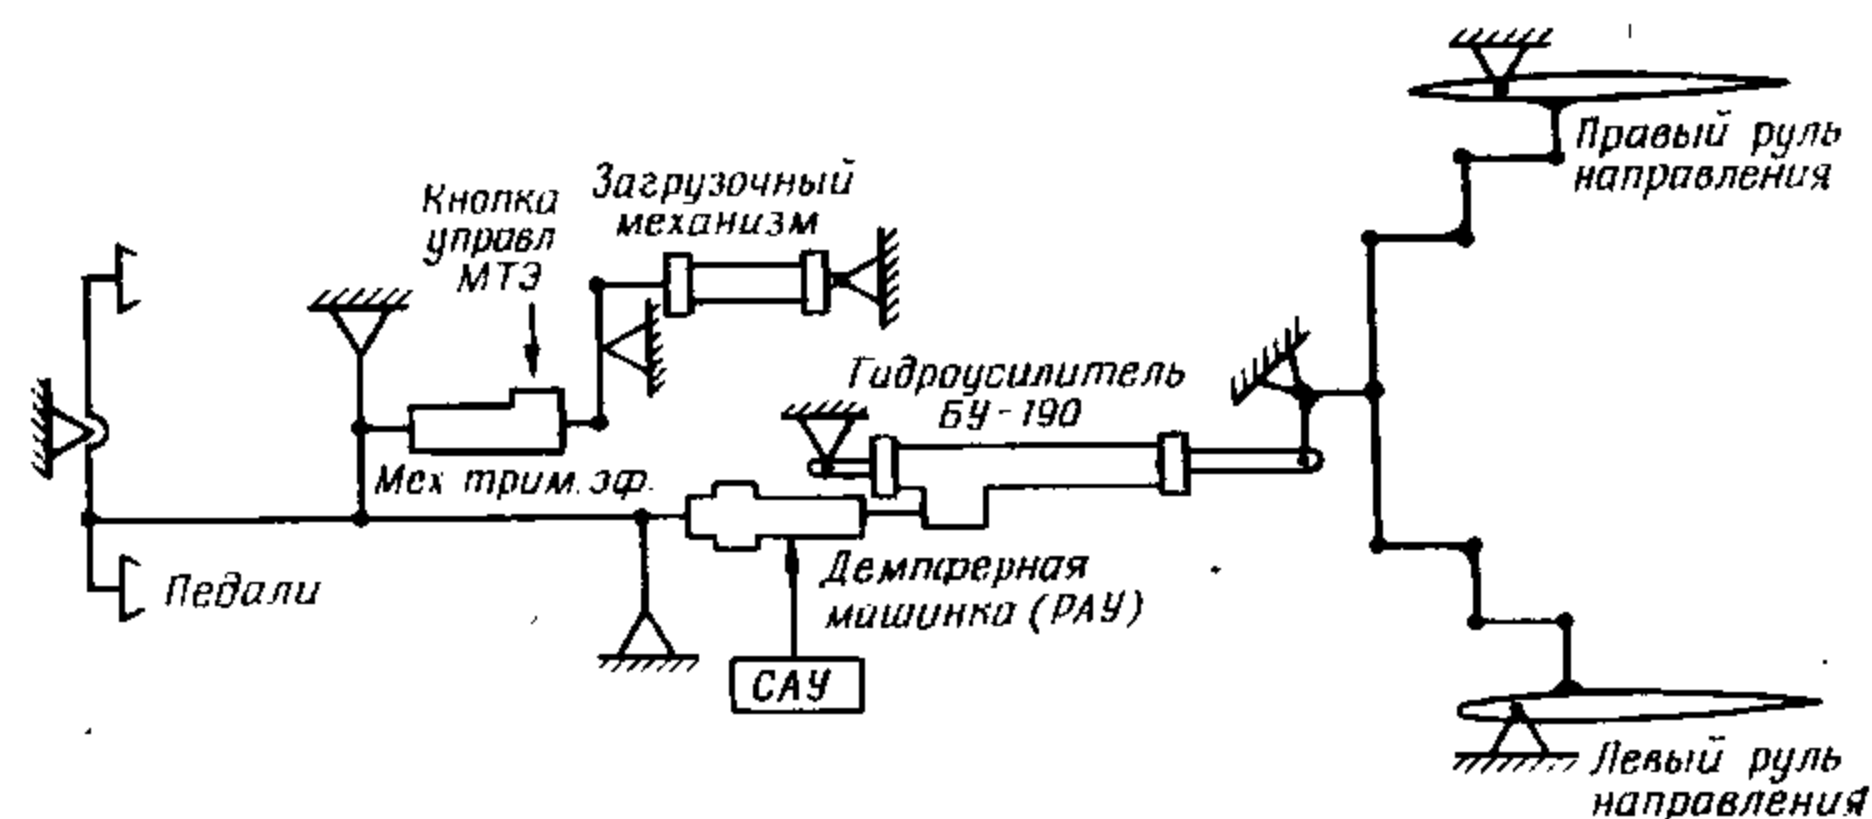 Правый руль
направления
Загрузочный
механизм
Кнопка
управл
МТЭ
Гидроусилитель
БУ-190
Мех трим. эф.
Демпферная
машинка (РАУ)
Педали
САУ
Левый руль
направления